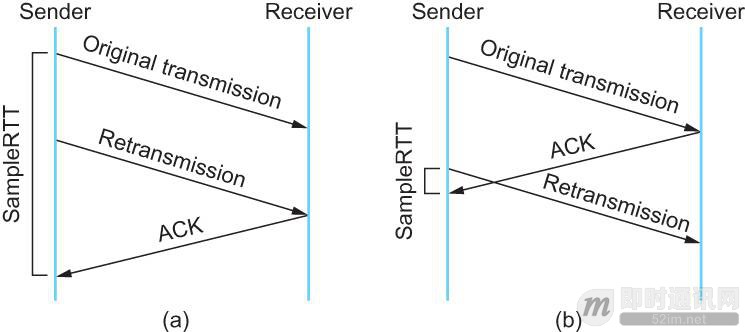 Sender
Receiver
Original transmission
SampleRTT
Retransmission
ACK
(a)
Sender
Receiver
Original transmission
ACK
SampleRTT
Retransmission
(b)
m 即时通讯网
52im.net